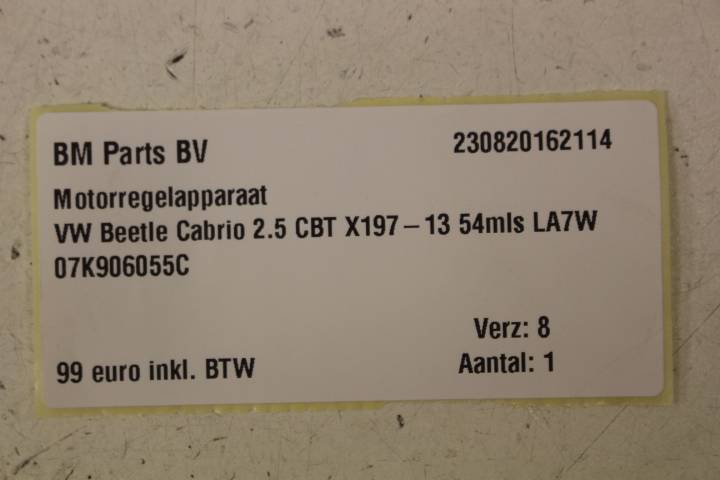 BM Parts BV 230820162114
Motorregelapparaat
VW Beetle Cabrio 2.5 CBT X197-13 54mls LA7W
07K906055C
Verz: 8
99 euro inkl. BTW Aantal: 1